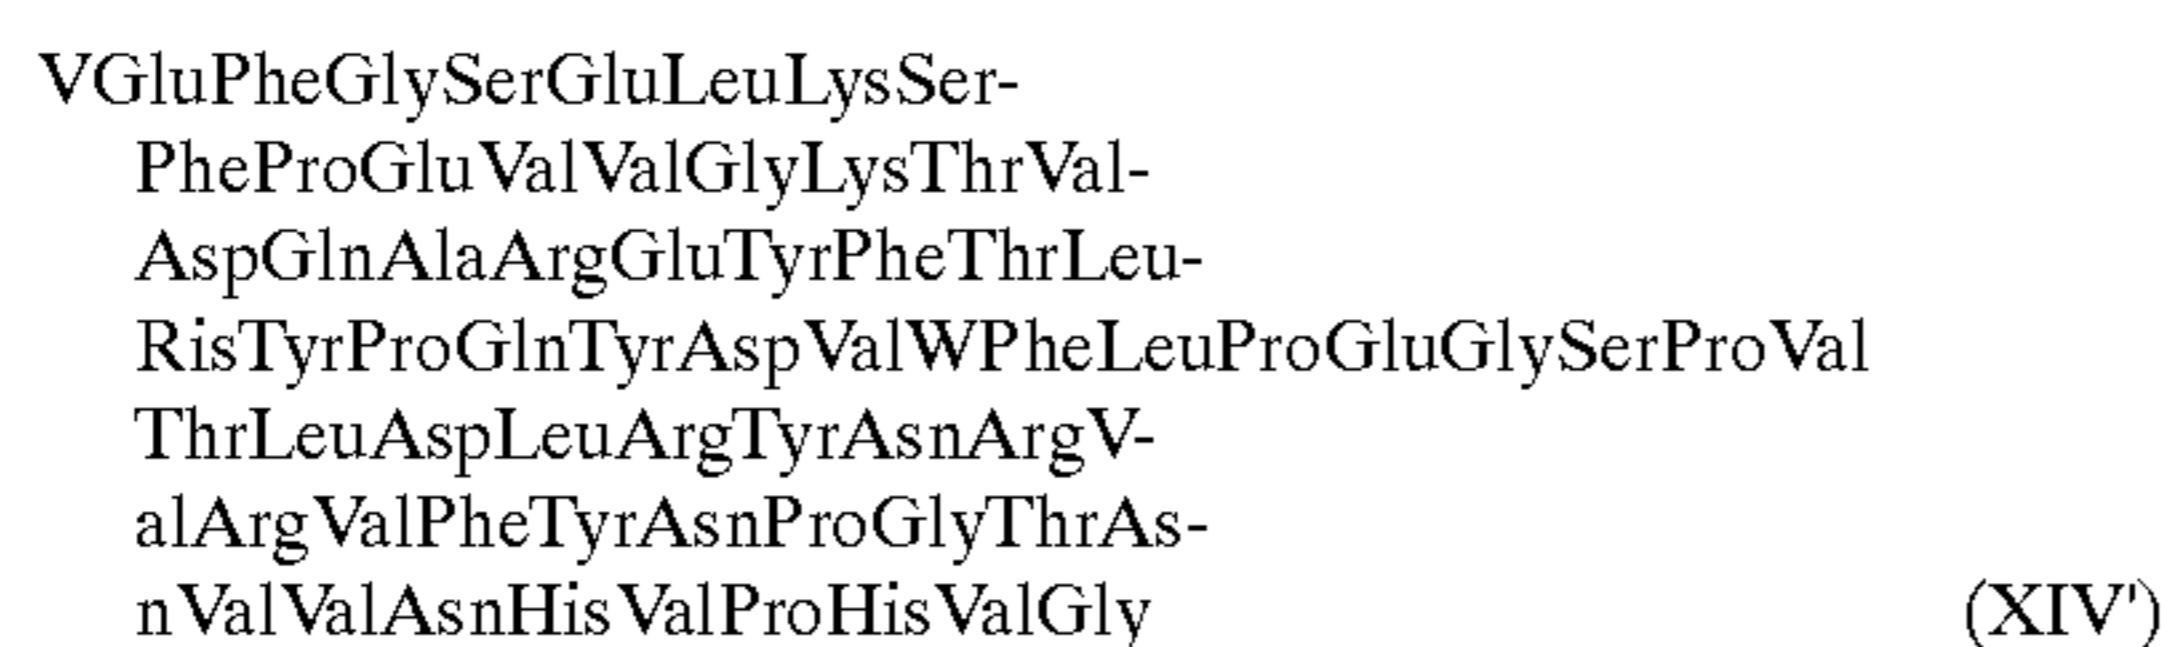 VGluPheGlySerGluLeuLysSer-
PheProGluValValGlyLysThrVal-
AspGlnAlaArgGluTyrPheThrLeu-
RisTyrProGlnTyrAspValWPheLeuProGluGlySerProVal
ThrLeuAspLeuArgTyrAsnArgV-
alArgValPheTyrAsnProGlyThrAs-
nValValAsnHisValProHisValGly (XIV')